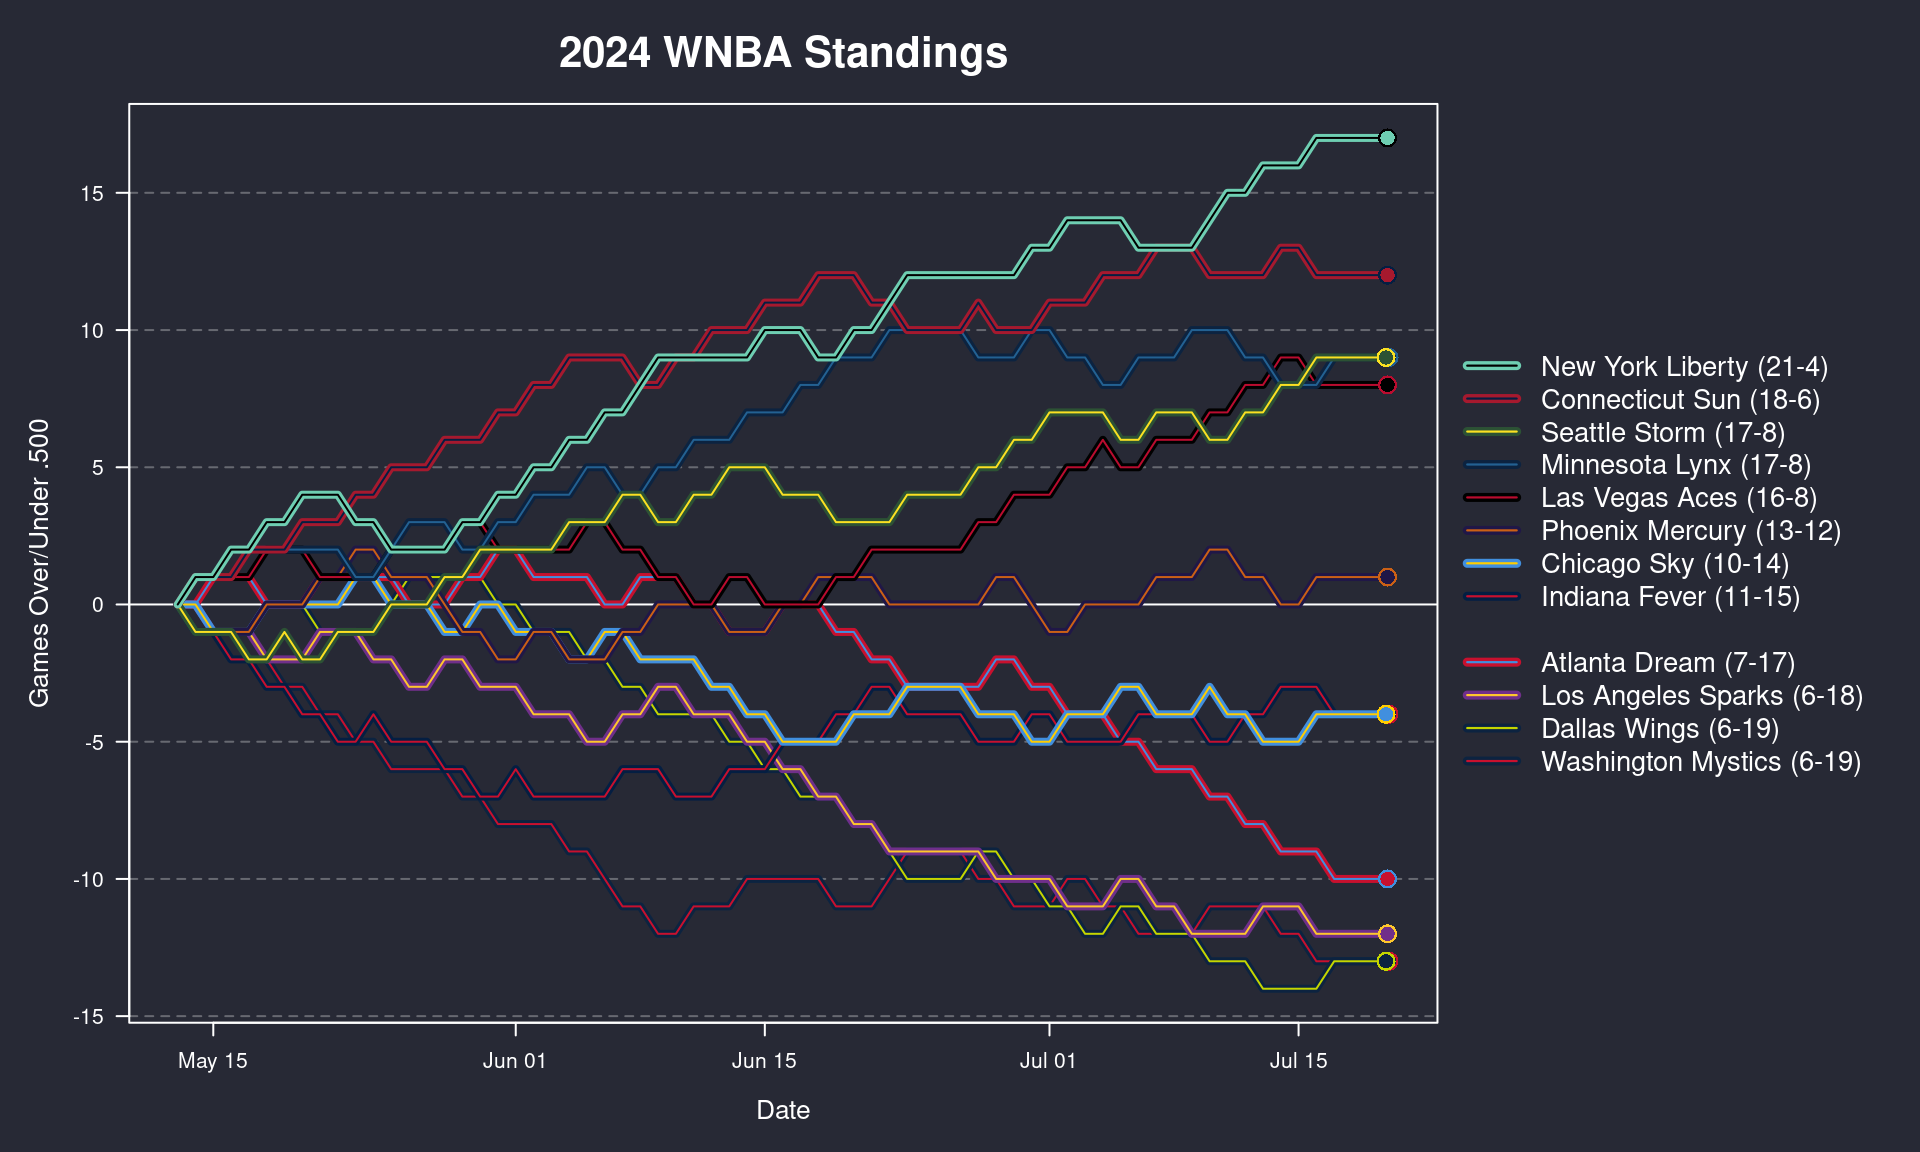 2024 WNBA Standings
Games Over/Under .500
15
10
5
0
-5
-10
-15
May 15
Jun 01
Jun 15
Jul 01
Jul 15
Date
New York Liberty (21-4)
Connecticut Sun (18-6)
Seattle Storm (17-8)
Minnesota Lynx (17-8)
Las Vegas Aces (16-8)
Phoenix Mercury (13-12)
Chicago Sky (10-14)
Indiana Fever (11-15)
Atlanta Dream (7-17)
Los Angeles Sparks (6-18)
Dallas Wings (6-19)
Washington Mystics (6-19)